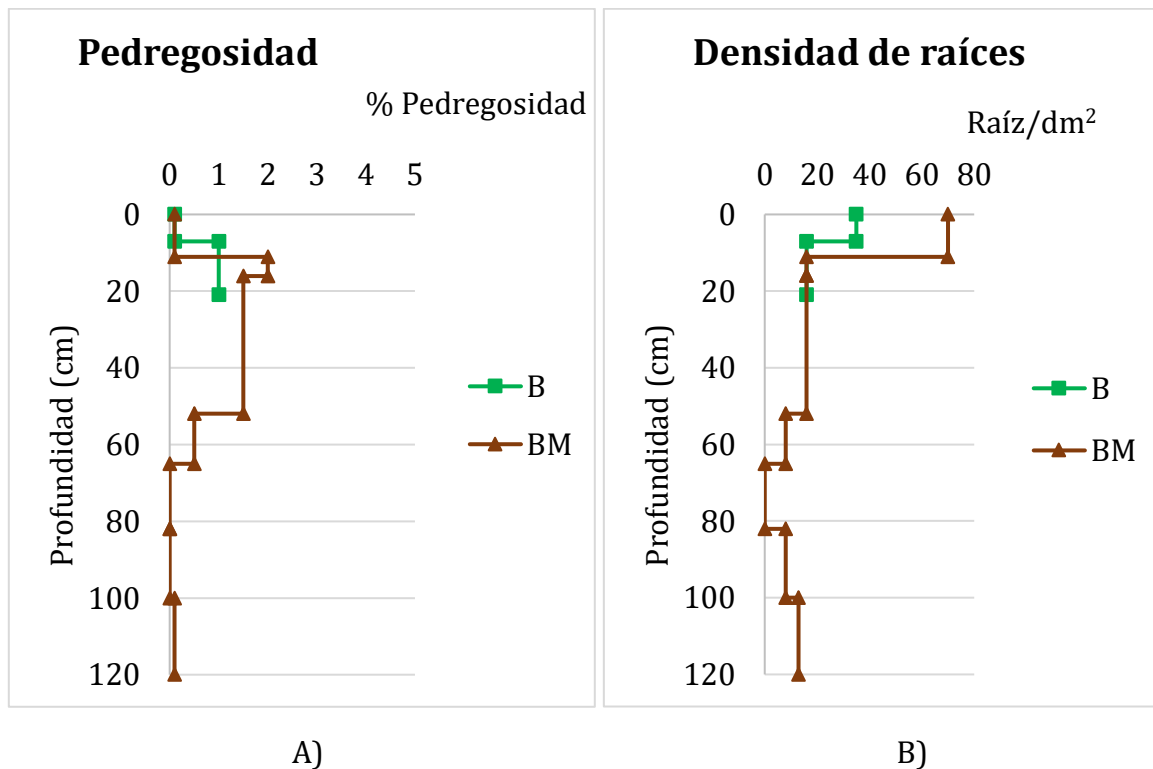 Pedregosidad
% Pedregosidad
0 1 2 3 4 5
0
20
40
60
80
100
120
Profundidad (cm)
B
BM
A)
Densidad de raíces
Raíz/dm²
0 20 40 60 80
0
20
40
60
80
100
120
Profundidad (cm)
B
BM
B)